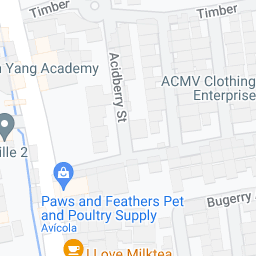 Timber
Timber
Acidberry St
Yang Academy
ACMV Clothing
Enterprise
ille 2
Paws and Feathers Pet
and Poultry Supply
Avícola
Bugerry
I Love Milktea